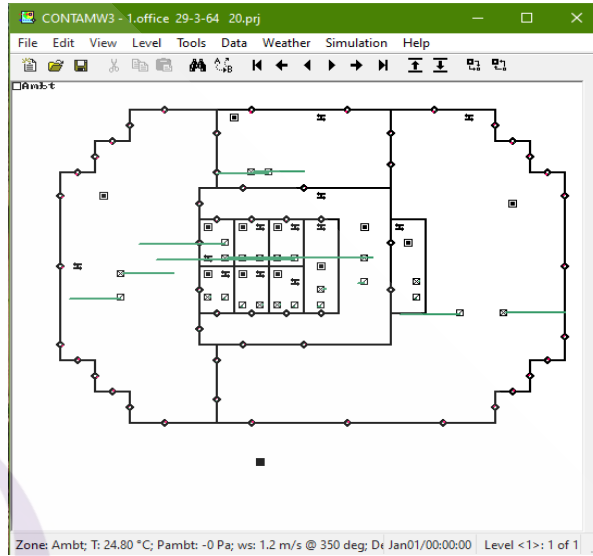 CONTAMW3 - 1.office 29-3-64 20.prj
File Edit View Level Tools Data Weather Simulation Help
Ambt
Zone: Ambt; T: 24.80 °C; Pambt: -0 Pa; ws: 1.2 m/s @ 350 deg; De Jan01/00:00:00 Level <1>: 1 of 1